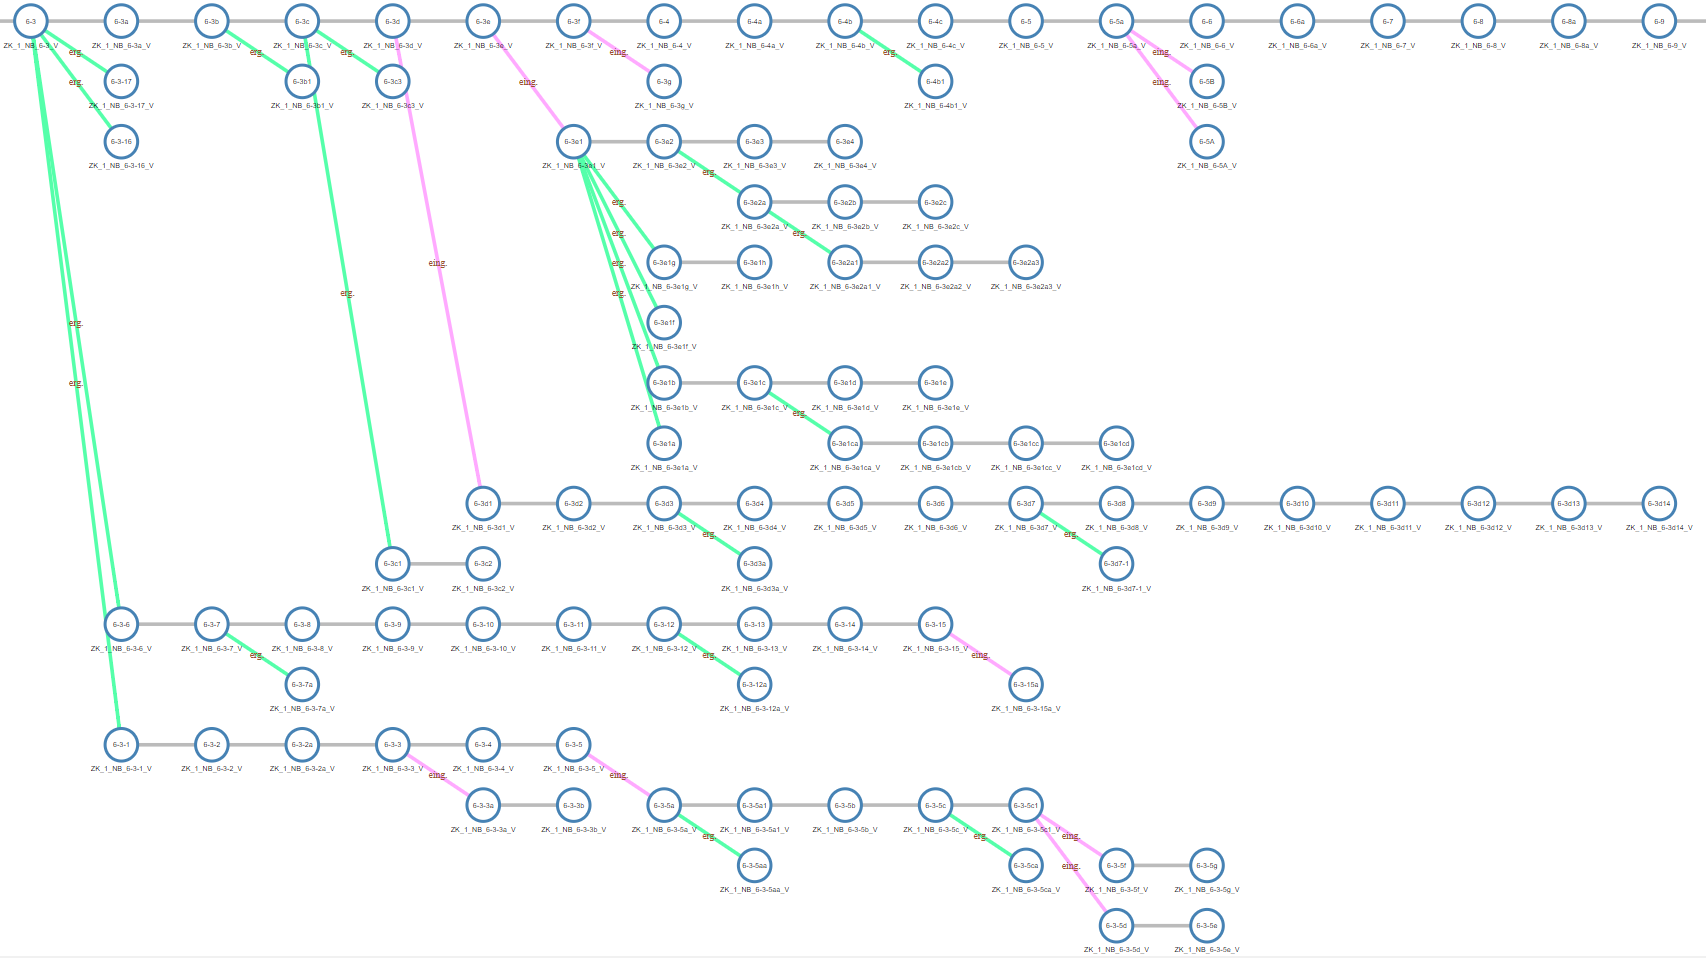 6-3 6-3a 6-3b 6-3c 6-3d 6-3e 6-3f 6-4 6-4a 6-4b 6-4c 6-5 6-5a 6-6 6-6a 6-7 6-8 6-8a 6-9
ZK_1_NB_6-3_V ZK_1_NB_6-3a_V ZK_1_NB_6-3b_V ZK_1_NB_6-3c_V ZK_1_NB_6-3d_V ZK_1_NB_6-3e_V ZK_1_NB_6-3f_V ZK_1_NB_6-4_V ZK_1_NB_6-4a_V ZK_1_NB_6-4b_V ZK_1_NB_6-4c_V ZK_1_NB_6-5_V ZK_1_NB_6-5a_V ZK_1_NB_6-6_V ZK_1_NB_6-6a_V ZK_1_NB_6-7_V ZK_1_NB_6-8_V ZK_1_NB_6-8a_V ZK_1_NB_6-9_V
erg. erg. erg. eing. erg. eing.
erg. 6-3-17 6-3b1 6-3c3 eing. 6-3g 6-4b1 eing. 6-5B
ZK_1_NB_6-3-17_V ZK_1_NB_6-3b1_V ZK_1_NB_6-3c3_V ZK_1_NB_6-3g_V ZK_1_NB_6-4b1_V ZK_1_NB_6-5B_V
6-3-16 6-3e1 6-3e2 6-3e3 6-3e4 6-5A
ZK_1_NB_6-3-16_V ZK_1_NB_6-3e1_V ZK_1_NB_6-3e2_V ZK_1_NB_6-3e3_V ZK_1_NB_6-3e4_V ZK_1_NB_6-5A_V
erg.
erg. 6-3e2a 6-3e2b 6-3e2c
ZK_1_NB_6-3e2a_V ZK_1_NB_6-3e2b_V ZK_1_NB_6-3e2c_V
erg. erg.
eing. erg. 6-3e1g 6-3e1h 6-3e2a1 6-3e2a2 6-3e2a3
ZK_1_NB_6-3e1g_V ZK_1_NB_6-3e1h_V ZK_1_NB_6-3e2a1_V ZK_1_NB_6-3e2a2_V ZK_1_NB_6-3e2a3_V
erg. erg.
erg. 6-3e1f
ZK_1_NB_6-3e1f_V
erg. 6-3e1b 6-3e1c 6-3e1d 6-3e1e
ZK_1_NB_6-3e1b_V ZK_1_NB_6-3e1c_V ZK_1_NB_6-3e1d_V ZK_1_NB_6-3e1e_V
erg.
6-3e1a 6-3e1ca 6-3e1cb 6-3e1cc 6-3e1cd
ZK_1_NB_6-3e1a_V ZK_1_NB_6-3e1ca_V ZK_1_NB_6-3e1cb_V ZK_1_NB_6-3e1cc_V ZK_1_NB_6-3e1cd_V
6-3d1 6-3d2 6-3d3 6-3d4 6-3d5 6-3d6 6-3d7 6-3d8 6-3d9 6-3d10 6-3d11 6-3d12 6-3d13 6-3d14
ZK_1_NB_6-3d1_V ZK_1_NB_6-3d2_V ZK_1_NB_6-3d3_V ZK_1_NB_6-3d4_V ZK_1_NB_6-3d5_V ZK_1_NB_6-3d6_V ZK_1_NB_6-3d7_V ZK_1_NB_6-3d8_V ZK_1_NB_6-3d9_V ZK_1_NB_6-3d10_V ZK_1_NB_6-3d11_V ZK_1_NB_6-3d12_V ZK_1_NB_6-3d13_V ZK_1_NB_6-3d14_V
erg. erg.
6-3c1 6-3c2 6-3d3a 6-3d7-1
ZK_1_NB_6-3c1_V ZK_1_NB_6-3c2_V ZK_1_NB_6-3d3a_V ZK_1_NB_6-3d7-1_V
6-3-6 6-3-7 6-3-8 6-3-9 6-3-10 6-3-11 6-3-12 6-3-13 6-3-14 6-3-15
ZK_1_NB_6-3-6_V ZK_1_NB_6-3-7_V ZK_1_NB_6-3-8_V ZK_1_NB_6-3-9_V ZK_1_NB_6-3-10_V ZK_1_NB_6-3-11_V ZK_1_NB_6-3-12_V ZK_1_NB_6-3-13_V ZK_1_NB_6-3-14_V ZK_1_NB_6-3-15_V
erg. erg. eing.
6-3-7a 6-3-12a 6-3-15a
ZK_1_NB_6-3-7a_V ZK_1_NB_6-3-12a_V ZK_1_NB_6-3-15a_V
6-3-1 6-3-2 6-3-2a 6-3-3 6-3-4 6-3-5
ZK_1_NB_6-3-1_V ZK_1_NB_6-3-2_V ZK_1_NB_6-3-2a_V ZK_1_NB_6-3-3_V ZK_1_NB_6-3-4_V ZK_1_NB_6-3-5_V
eing. eing.
6-3-3a 6-3-3b 6-3-5a 6-3-5a1 6-3-5b 6-3-5c 6-3-5c1
ZK_1_NB_6-3-3a_V ZK_1_NB_6-3-3b_V ZK_1_NB_6-3-5a_V ZK_1_NB_6-3-5a1_V ZK_1_NB_6-3-5b_V ZK_1_NB_6-3-5c_V ZK_1_NB_6-3-5c1_V
erg. erg. eing.
6-3-5aa 6-3-5ca eing. 6-3-5f 6-3-5g
ZK_1_NB_6-3-5aa_V ZK_1_NB_6-3-5ca_V ZK_1_NB_6-3-5f_V ZK_1_NB_6-3-5g_V
6-3-5d 6-3-5e
ZK_1_NB_6-3-5d_V ZK_1_NB_6-3-5e_V